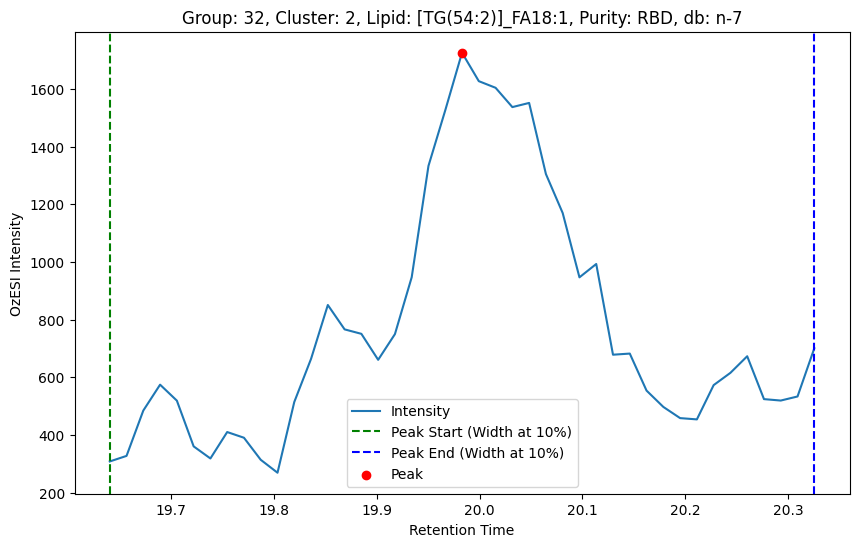 Group: 32, Cluster: 2, Lipid: [TG(54:2)]_FA18:1, Purity: RBD, db: n-7
OzESI Intensity
1600
1400
1200
1000
800
600
400
200
Intensity
Peak Start (Width at 10%)
Peak End (Width at 10%)
Peak
19.7 19.8 19.9 20.0 20.1 20.2 20.3
Retention Time